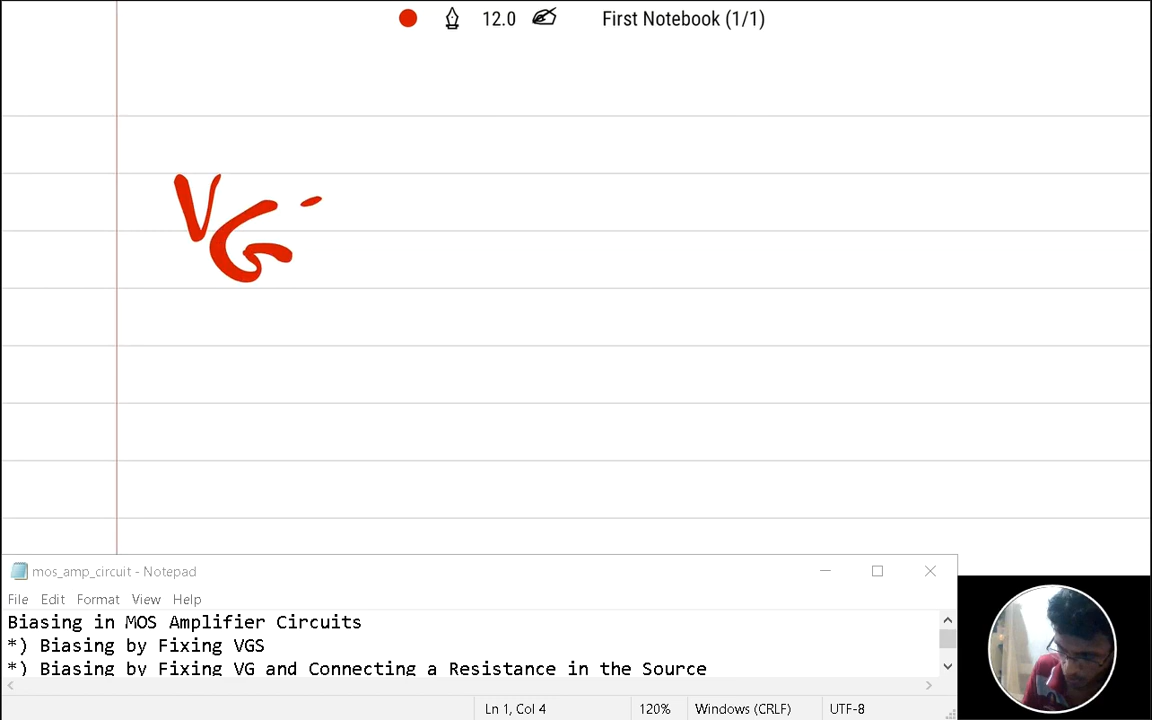 12.0 First Notebook (1/1)
VG
mos_amp_circuit - Notepad
File Edit Format View Help
Biasing in MOS Amplifier Circuits
*) Biasing by Fixing VGS
*) Biasing by Fixing VG and Connecting a Resistance in the Source
Ln 1, Col 4 120% Windows (CRLF) UTF-8